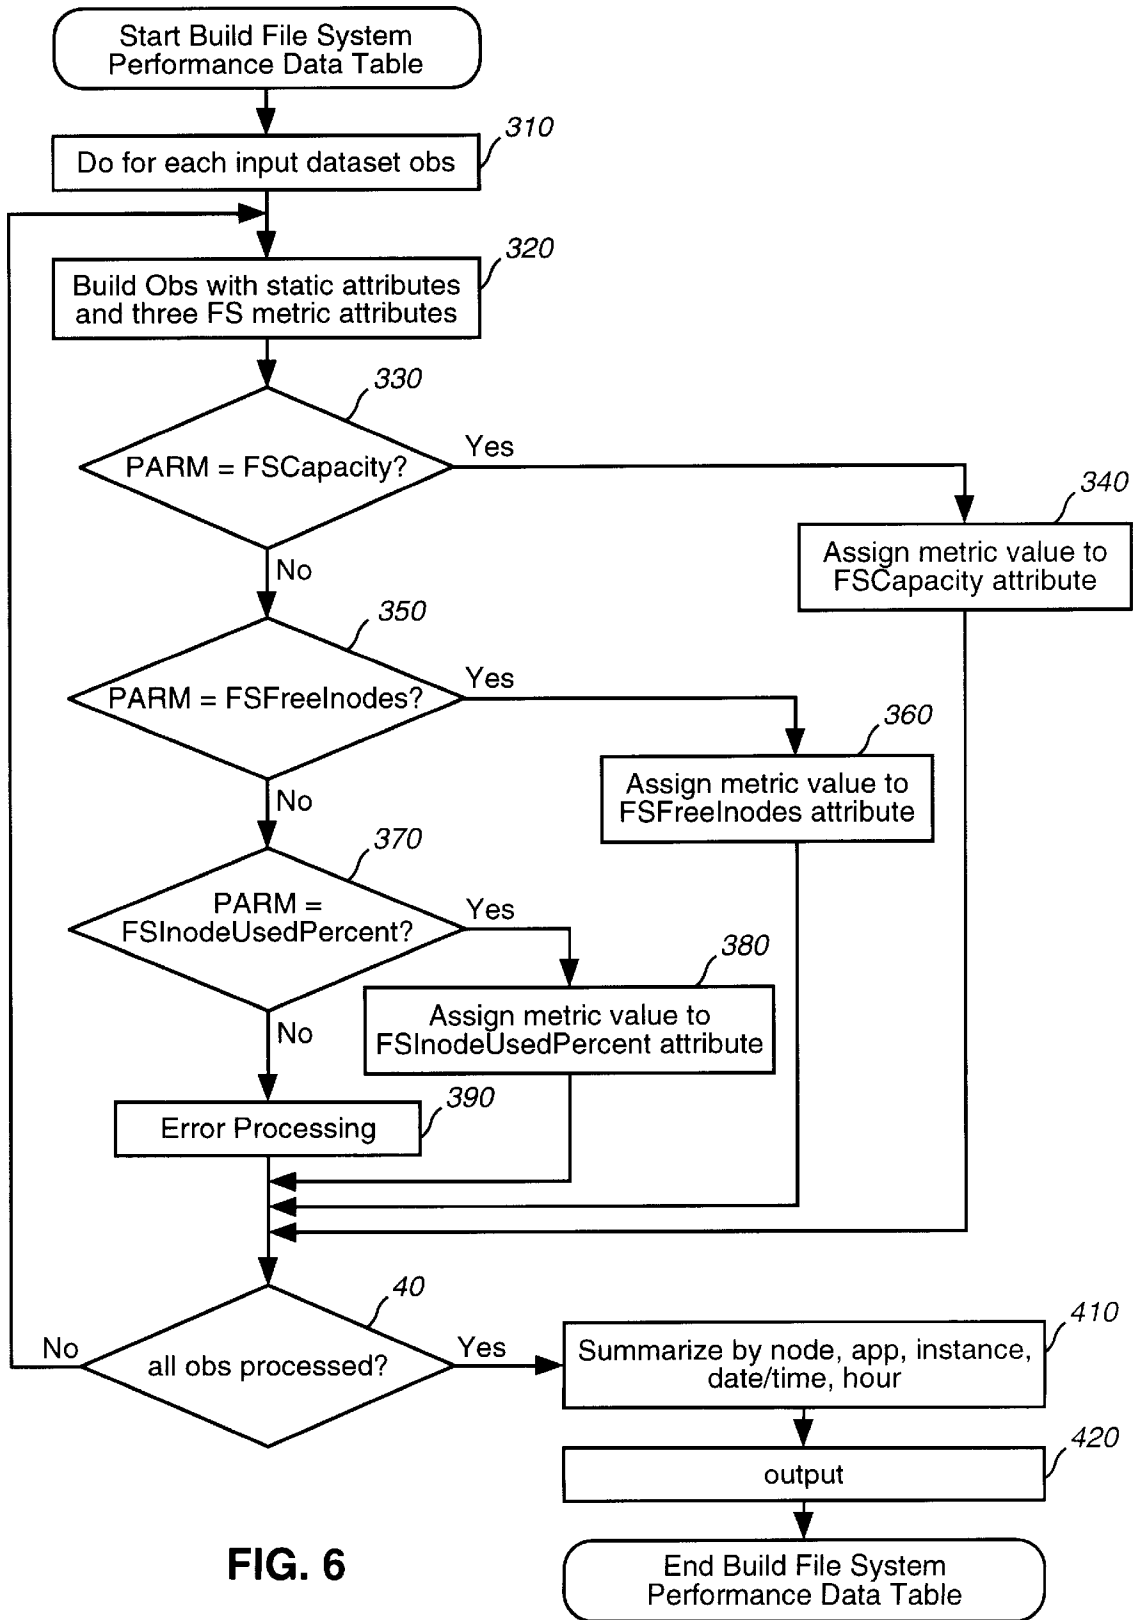 Start Build File System
Performance Data Table
310
Do for each input dataset obs
320
Build Obs with static attributes
and three FS metric attributes
330
PARM = FSCapacity?
Yes
340
Assign metric value to
FSCapacity attribute
No
350
PARM = FSFreeInodes?
Yes
360
Assign metric value to
FSFreeInodes attribute
No
370
PARM =
FSInodeUsedPercent?
Yes
380
Assign metric value to
FSInodeUsedPercent attribute
No
390
Error Processing
40
all obs processed?
No
Yes
410
Summarize by node, app, instance,
date/time, hour
420
output
End Build File System
Performance Data Table
FIG. 6